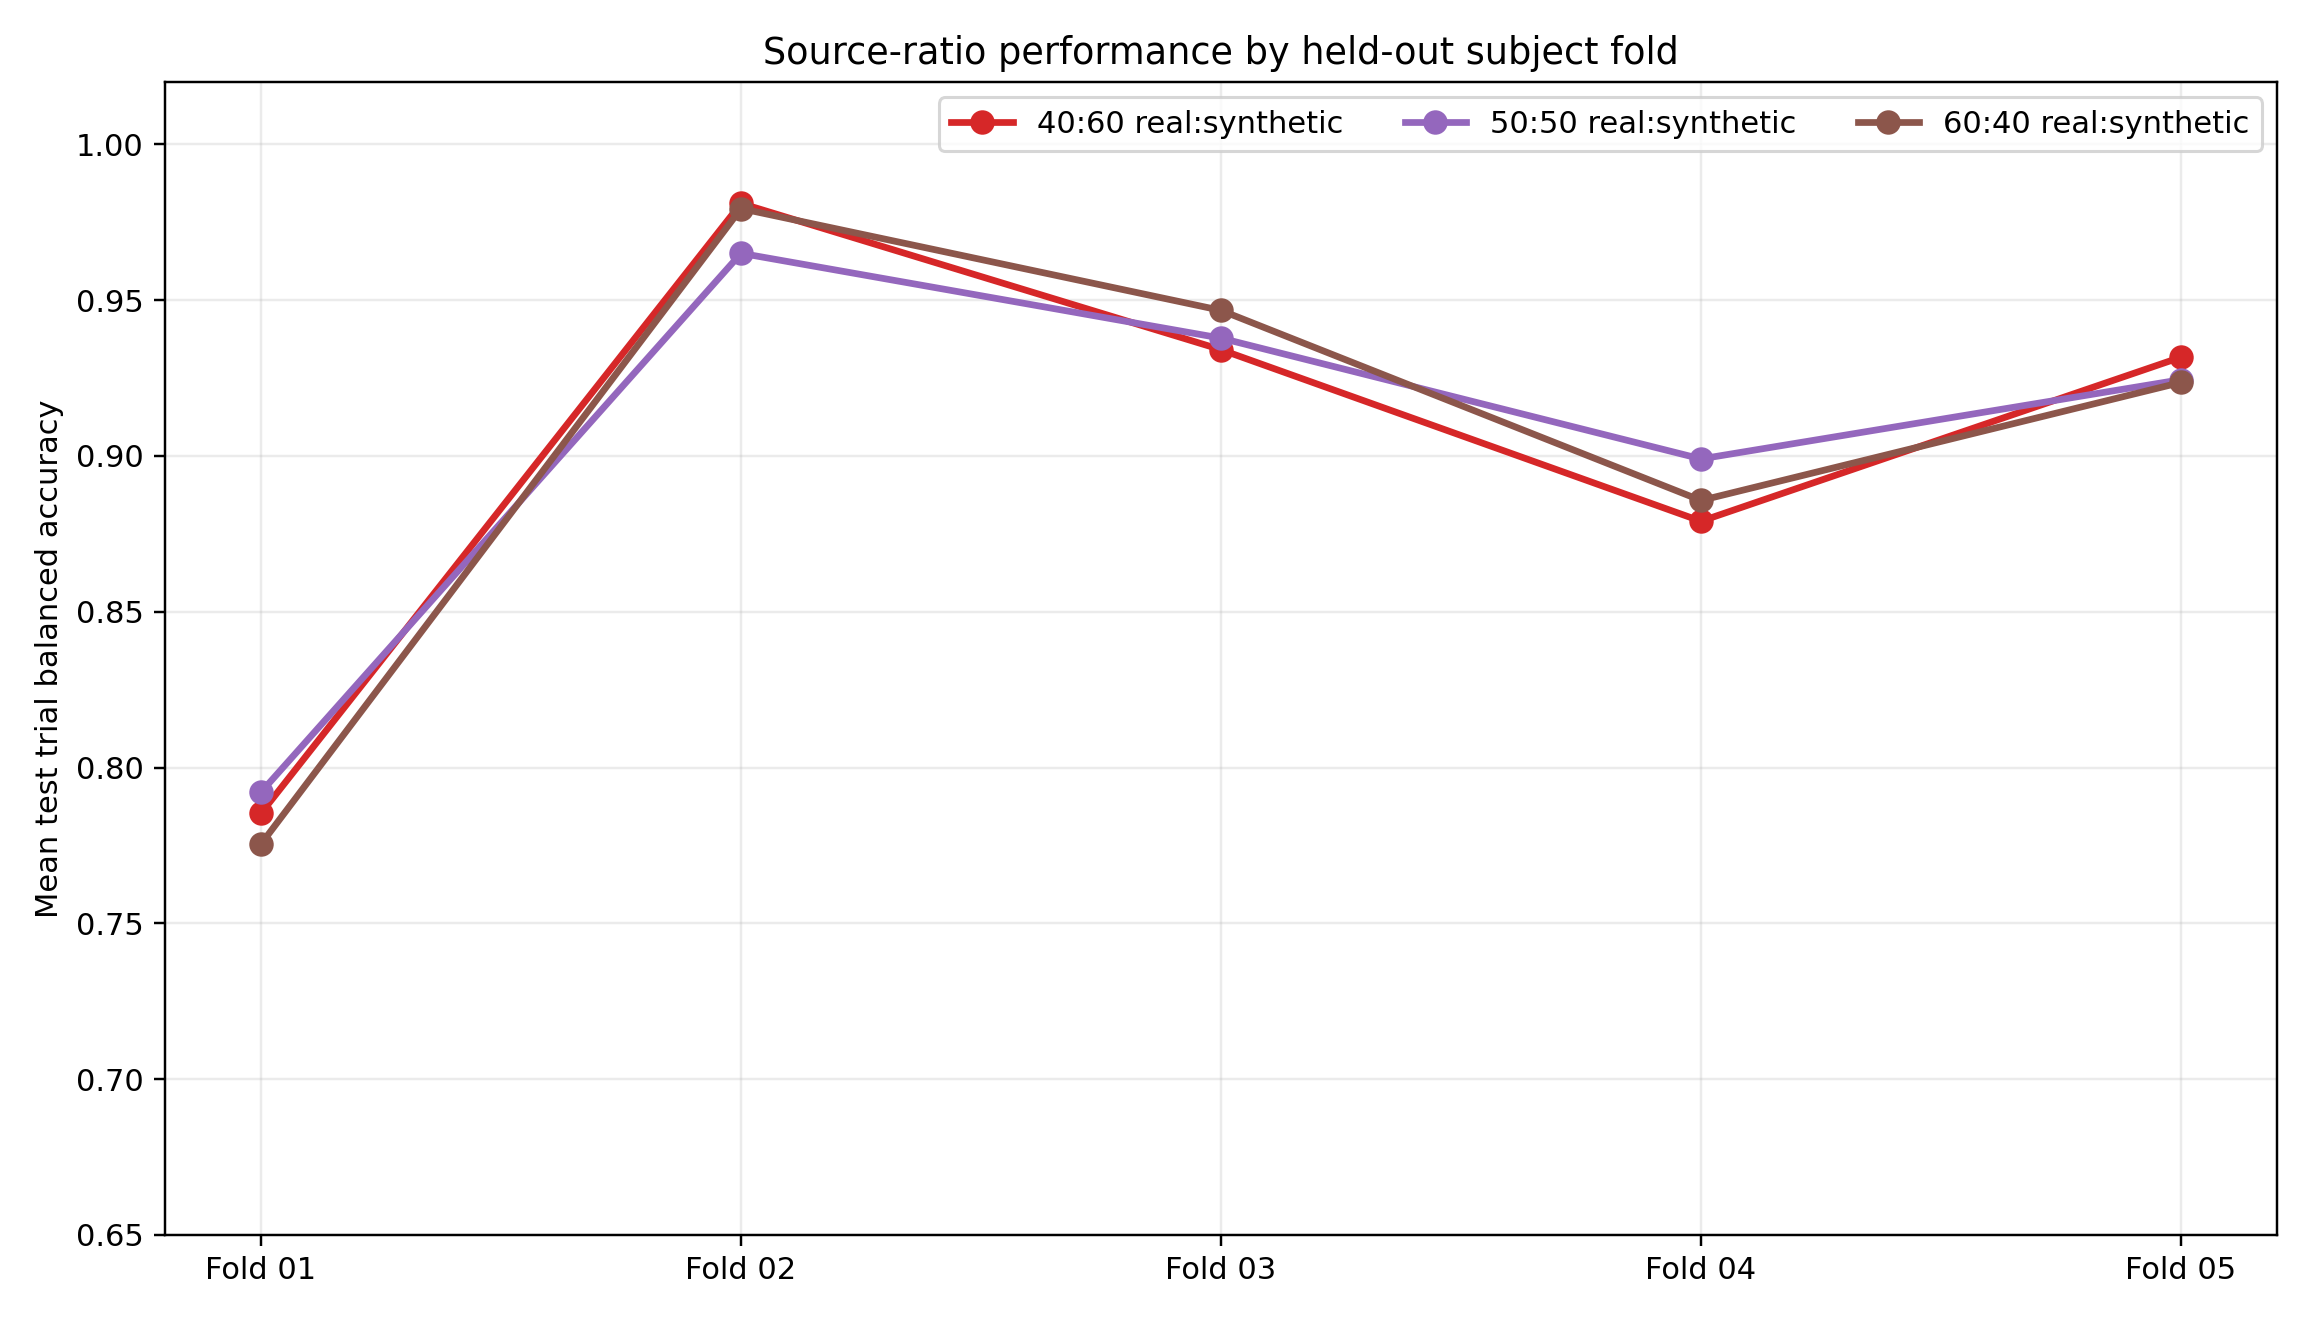 Source-ratio performance by held-out subject fold
40:60 real:synthetic
50:50 real:synthetic
60:40 real:synthetic
Mean test trial balanced accuracy
1.00
0.95
0.90
0.85
0.80
0.75
0.70
0.65
Fold 01
Fold 02
Fold 03
Fold 04
Fold 05